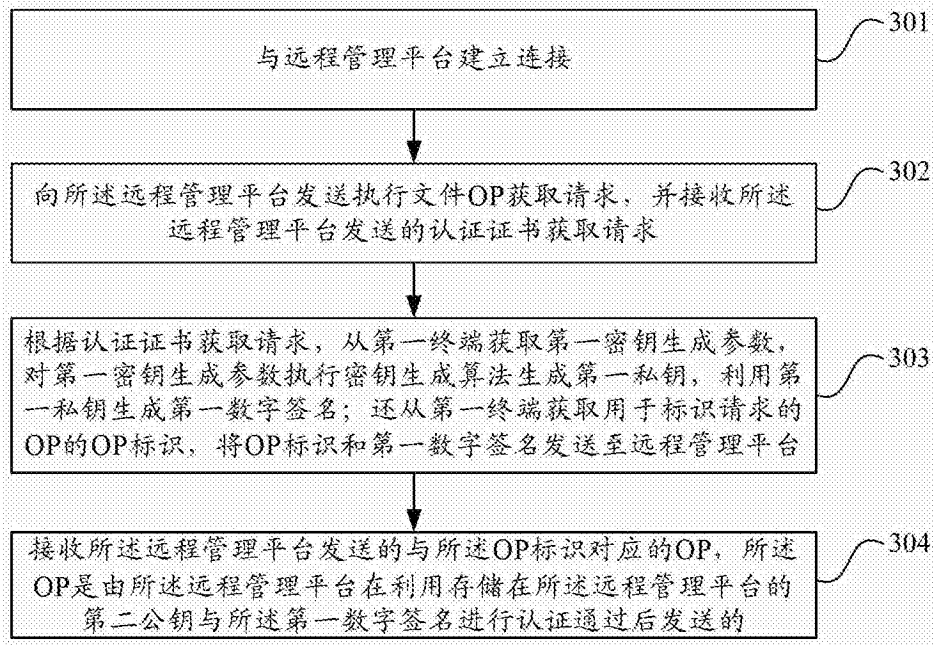 与远程管理平台建立连接
301
向所述远程管理平台发送执行文件OP获取请求，并接收所述
远程管理平台发送的认证证书获取请求
302
根据认证证书获取请求，从第一终端获取第一密钥生成参数，
对第一密钥生成参数执行密钥生成算法生成第一私钥，利用第
一私钥生成第一数字签名；还从第一终端获取用于标识请求的
OP的OP标识，将OP标识和第一数字签名发送至远程管理平台
303
接收所述远程管理平台发送的与所述OP标识对应的OP，所述
OP是由所述远程管理平台在利用存储在所述远程管理平台的
第二公钥与所述第一数字签名进行认证通过后发送的
304